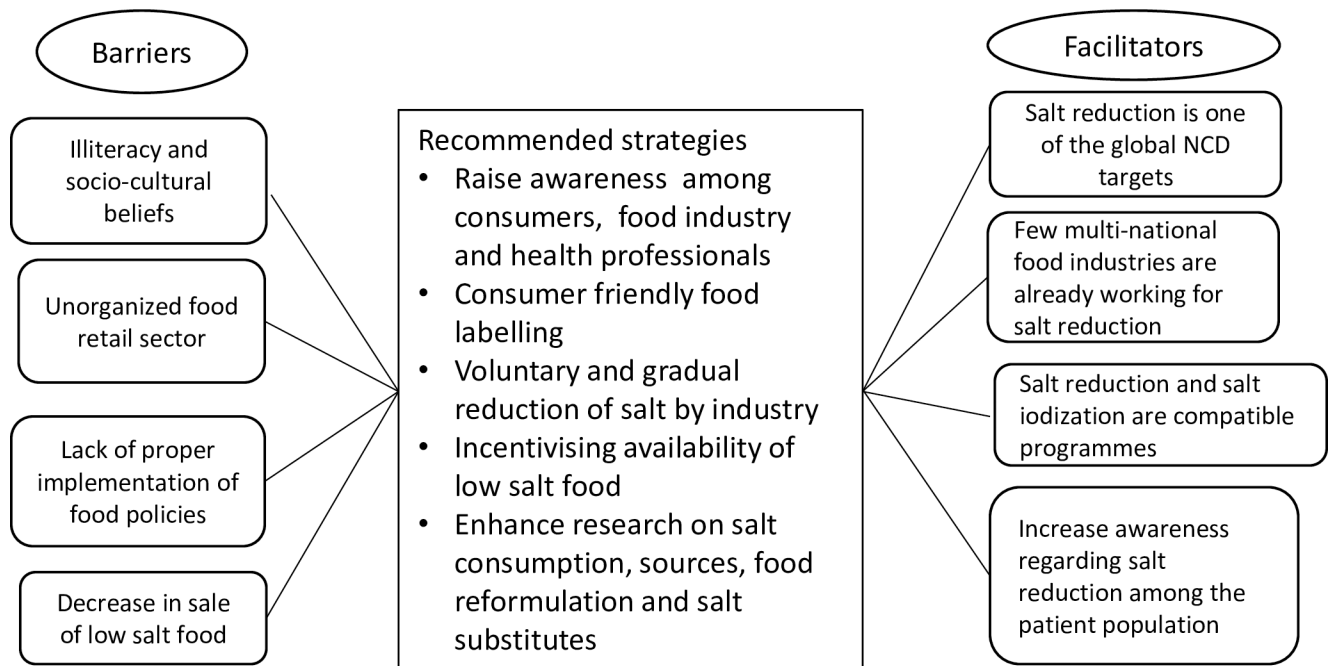 Barriers
Illiteracy and
socio-cultural
beliefs
Unorganized food
retail sector
Lack of proper
implementation of
food policies
Decrease in sale
of low salt food
Recommended strategies
• Raise awareness among
consumers, food industry
and health professionals
• Consumer friendly food
labelling
• Voluntary and gradual
reduction of salt by industry
• Incentivising availability of
low salt food
• Enhance research on salt
consumption, sources, food
reformulation and salt
substitutes
Facilitators
Salt reduction is one
of the global NCD
targets
Few multi-national
food industries are
already working for
salt reduction
Salt reduction and salt
iodization are compatible
programmes
Increase awareness
regarding salt
reduction among the
patient population